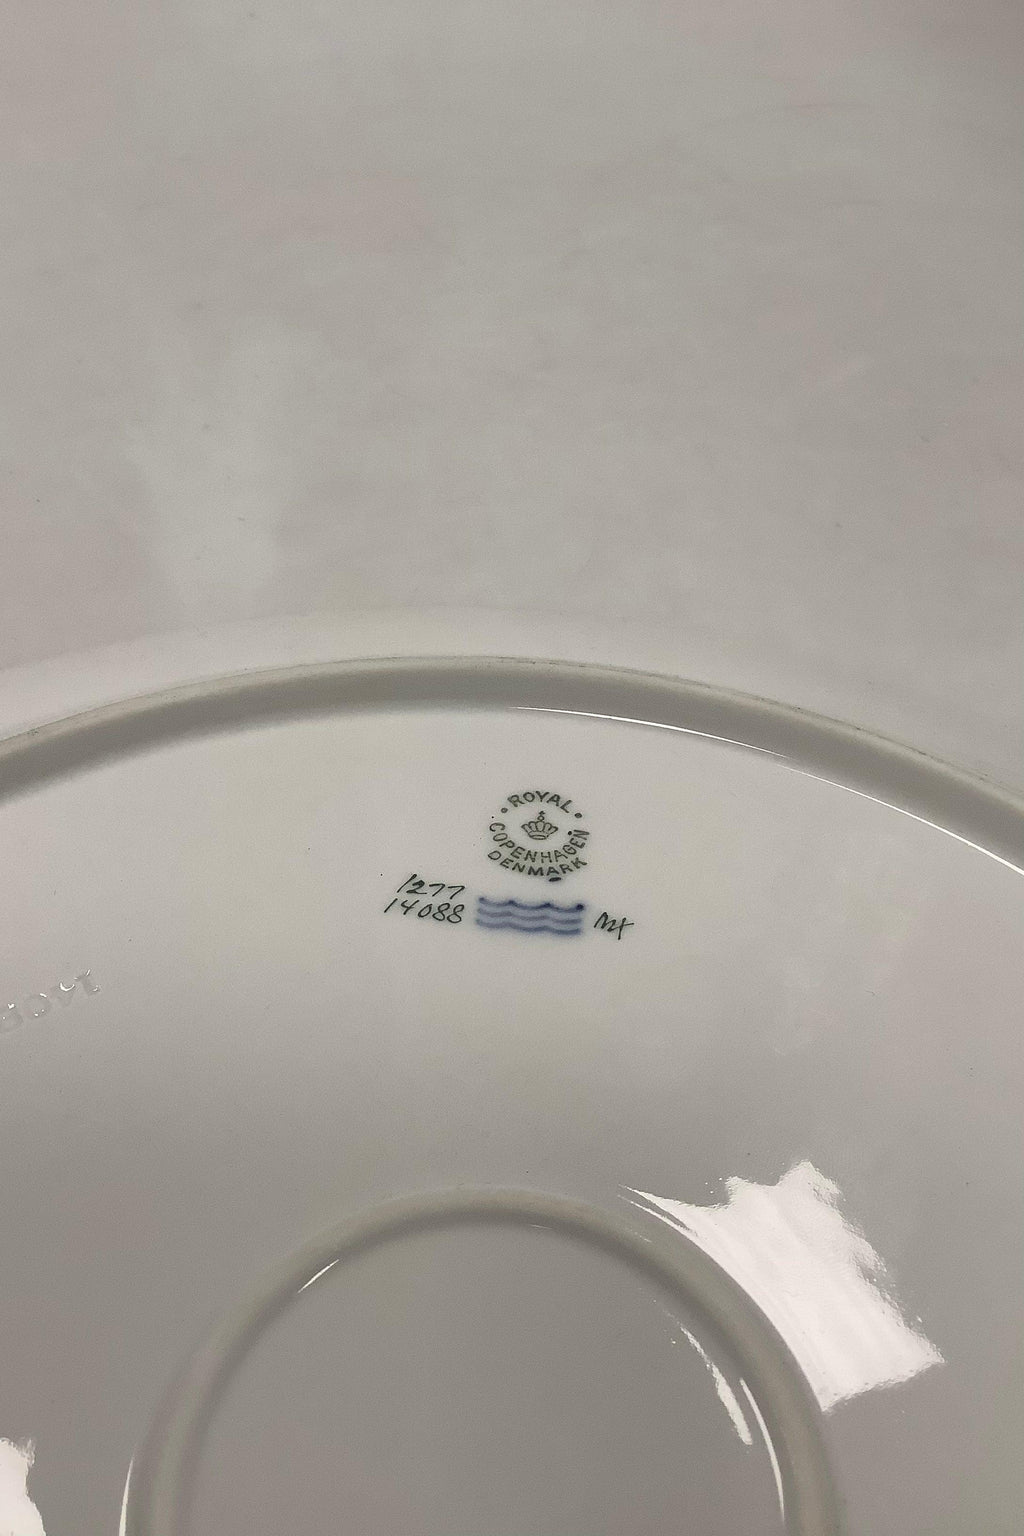 ROYAL
COPENHAGEN
DENMARK
1277
14088